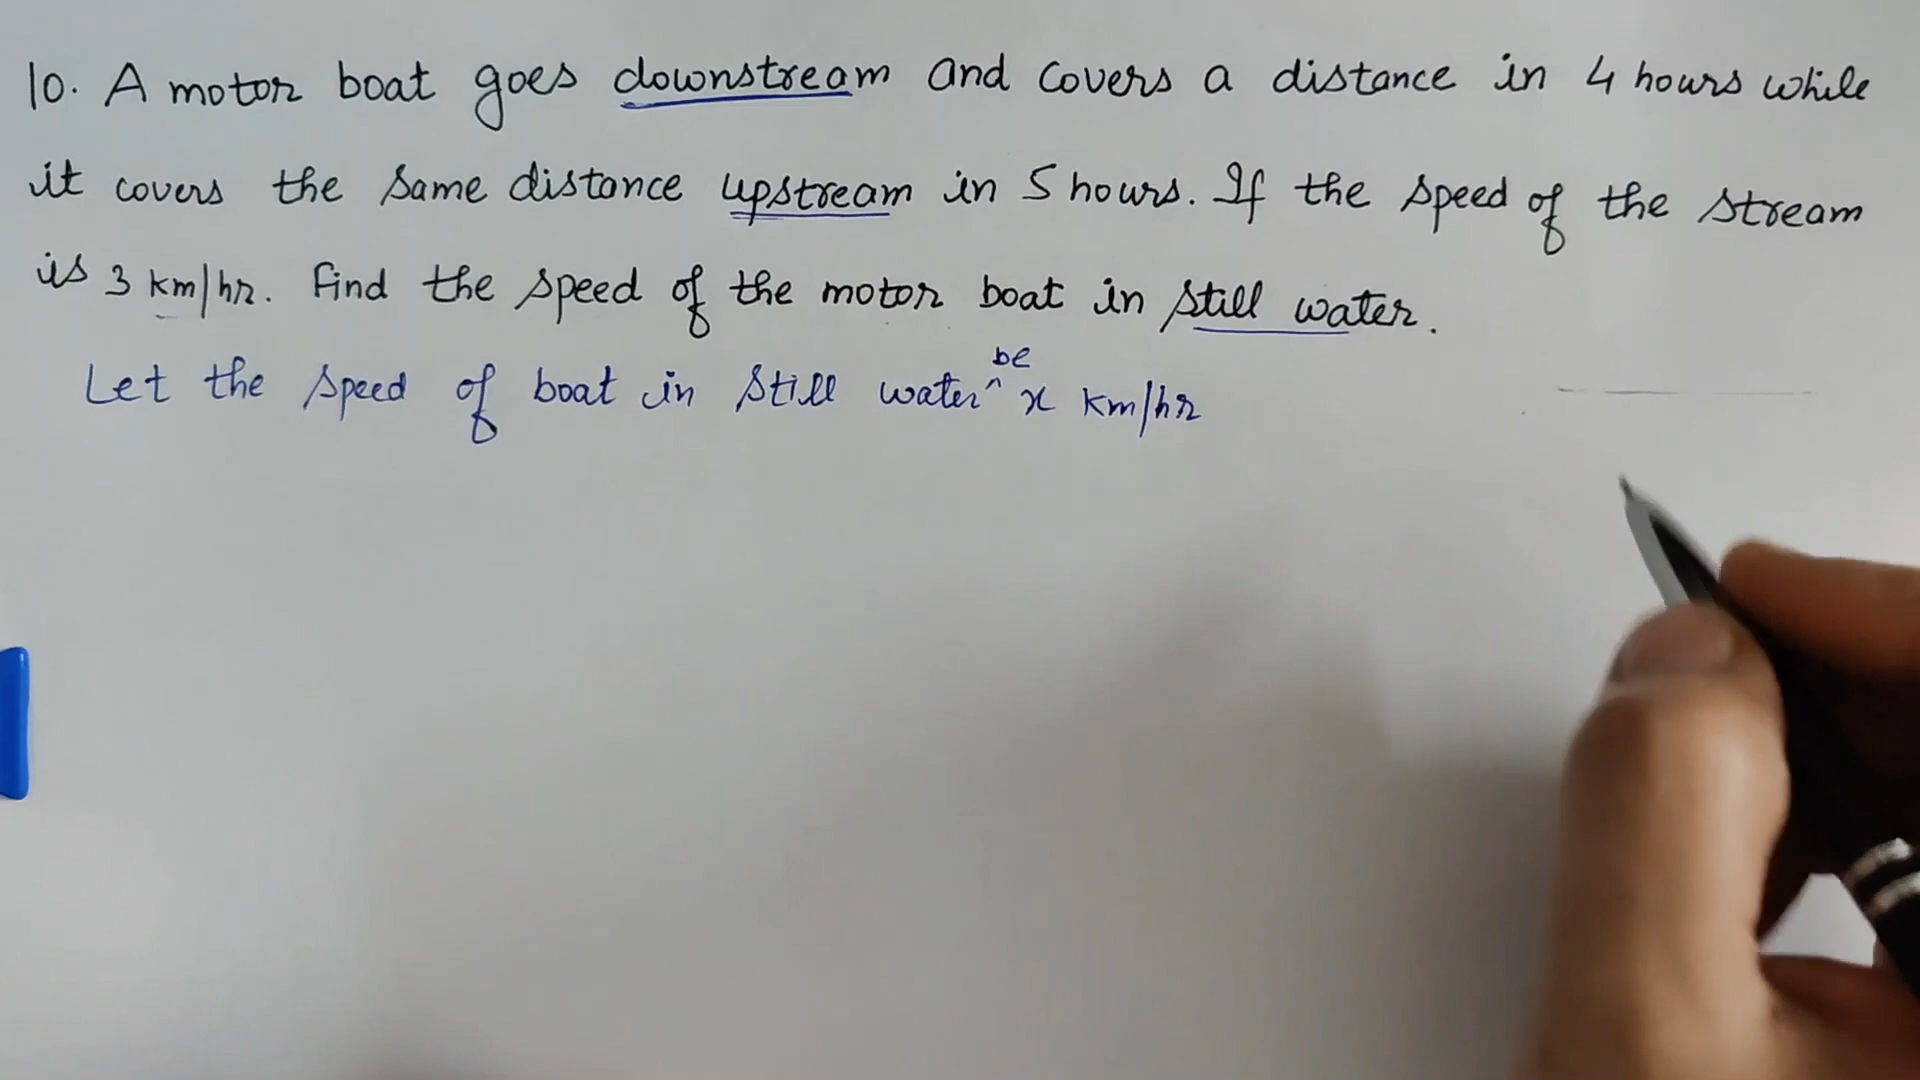 10. A motor boat goes downstream and covers a distance in 4 hours while
it covers the same distance upstream in 5 hours. If the speed of the stream
is 3 km/hr. Find the speed of the motor boat in still water.
Let the speed of boat in still water ^be x km/hr